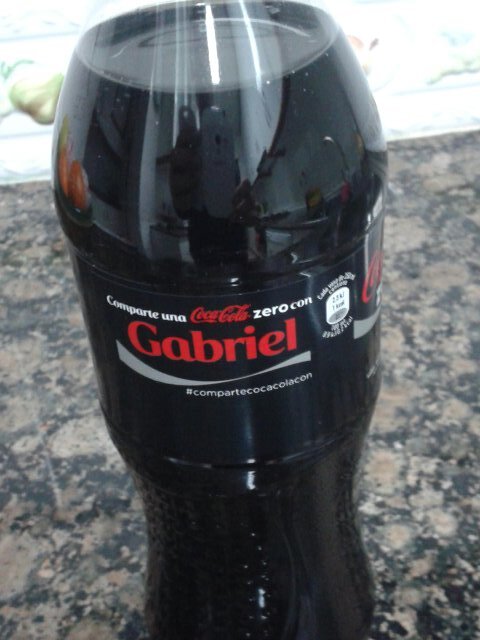 Comparte una Coca-Cola zero con
Gabriel
#compartecocacolacon